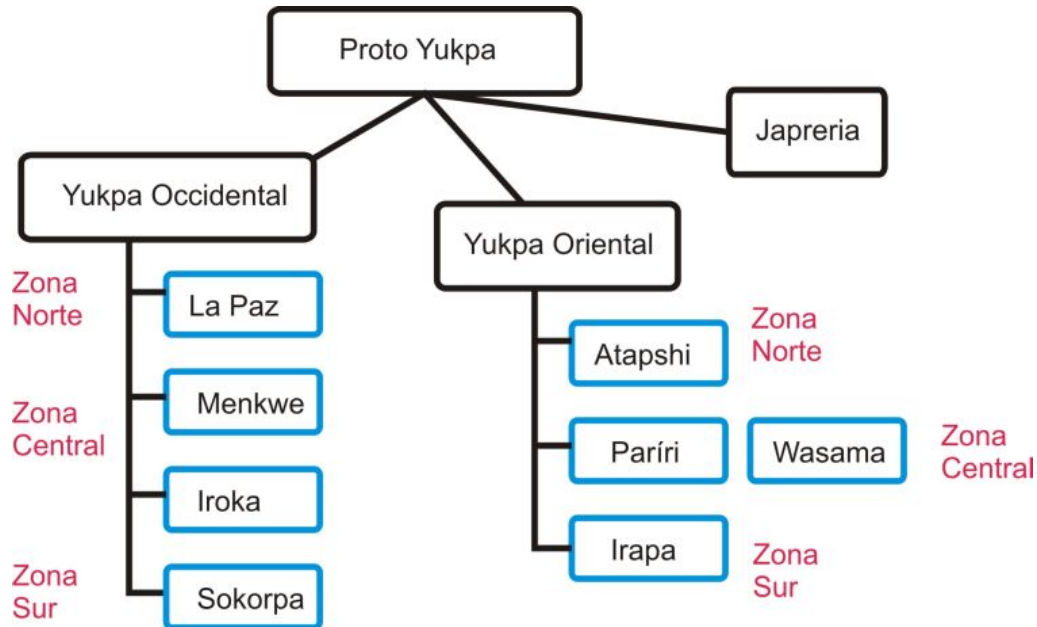 Proto Yukpa
Japreria
Yukpa Occidental
Yukpa Oriental
Zona
Norte
La Paz
Zona
Central
Menkwe
Iroka
Zona
Sur
Sokorpa
Atapshi
Zona
Norte
Paríri
Wasama
Zona
Central
Irapa
Zona
Sur